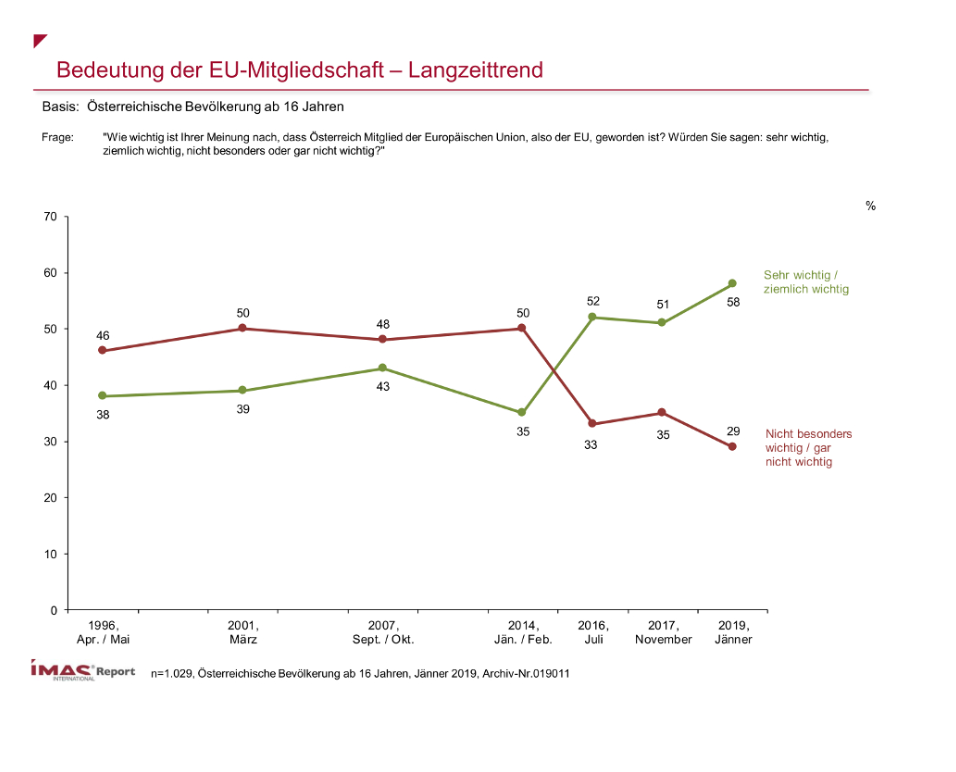 Bedeutung der EU-Mitgliedschaft – Langzeittrend
Basis: Österreichische Bevölkerung ab 16 Jahren
Frage: "Wie wichtig ist Ihrer Meinung nach, dass Österreich Mitglied der Europäischen Union, also der EU, geworden ist? Würden Sie sagen: sehr wichtig,
ziemlich wichtig, nicht besonders oder gar nicht wichtig?"
%
70
60
50
40
30
20
10
0
46
50
48
50
52
51
58
38
39
43
35
33
35
29
Sehr wichtig /
ziemlich wichtig
Nicht besonders
wichtig / gar
nicht wichtig
1996,
Apr. / Mai
2001,
März
2007,
Sept. / Okt.
2014,
Jän. / Feb.
2016,
Juli
2017,
November
2019,
Jänner
IMAS® Report
INTERNATIONAL
n=1.029, Österreichische Bevölkerung ab 16 Jahren, Jänner 2019, Archiv-Nr.019011